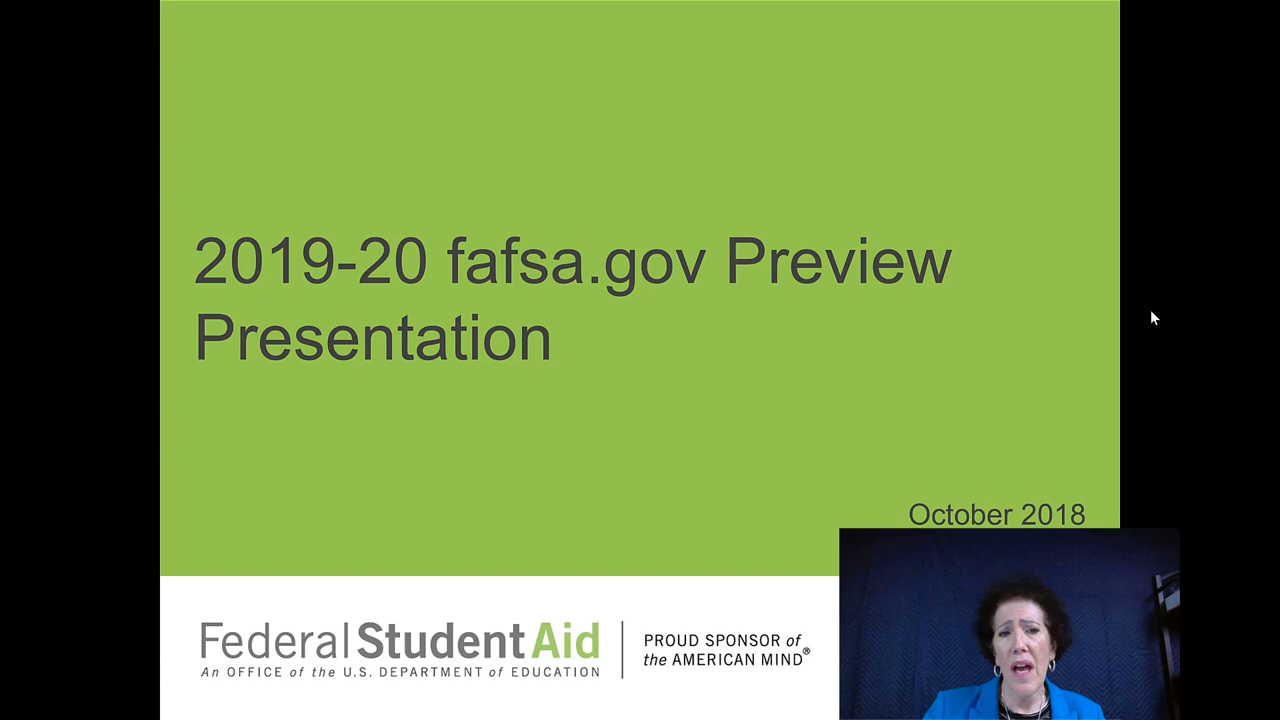 2019-20 fafsa.gov Preview
Presentation
October 2018
Federal Student Aid
An OFFICE of the U.S. DEPARTMENT of EDUCATION
PROUD SPONSOR of
the AMERICAN MIND®